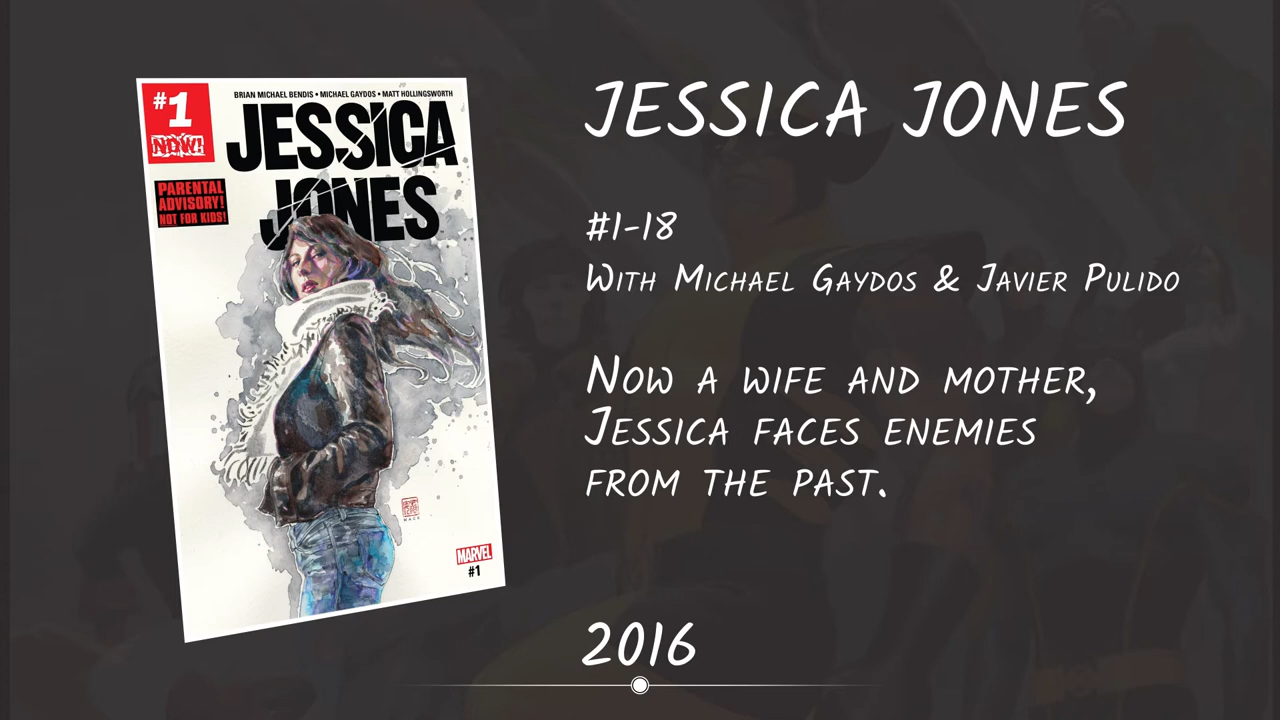 #1
NOW!
PARENTAL
ADVISORY!
NOT FOR KIDS!
BRIAN MICHAEL BENDIS • MICHAEL GAYDOS • MATT HOLLINGSWORTH
JESSICA
JONES
MACK
MARVEL
#1
JESSICA JONES
#1-18
WITH MICHAEL GAYDOS & JAVIER PULIDO
NOW A WIFE AND MOTHER,
JESSICA FACES ENEMIES
FROM THE PAST.
2016